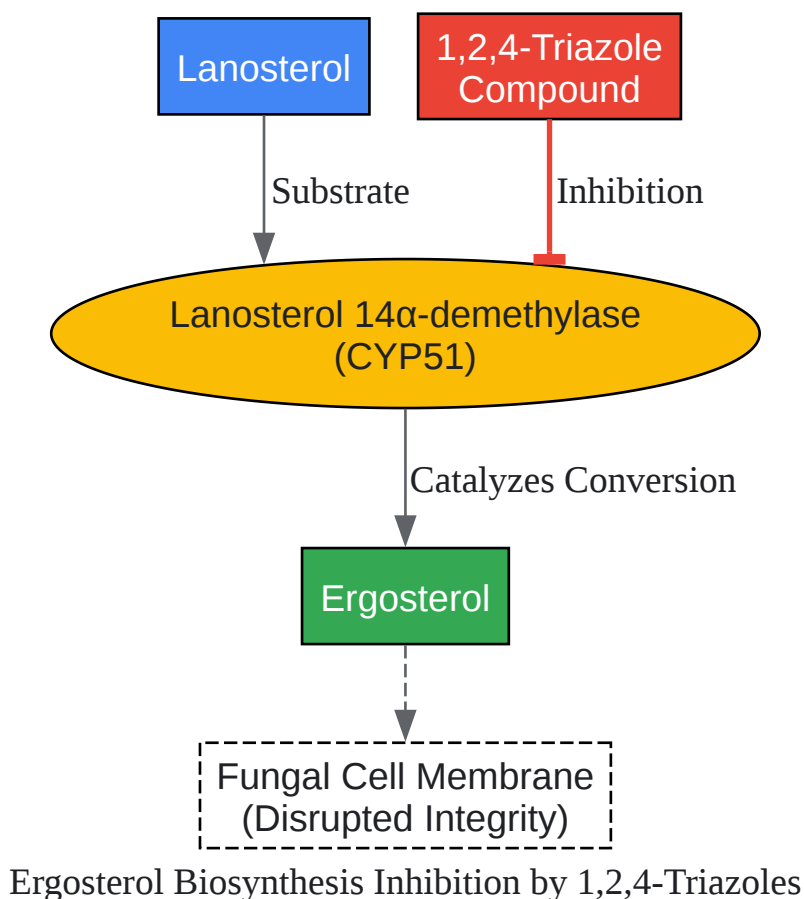 Lanosterol
1,2,4-Triazole
Compound
Substrate
Inhibition
Lanosterol 14α-demethylase
(CYP51)
Catalyzes Conversion
Ergosterol
Fungal Cell Membrane
(Disrupted Integrity)
Ergosterol Biosynthesis Inhibition by 1,2,4-Triazoles